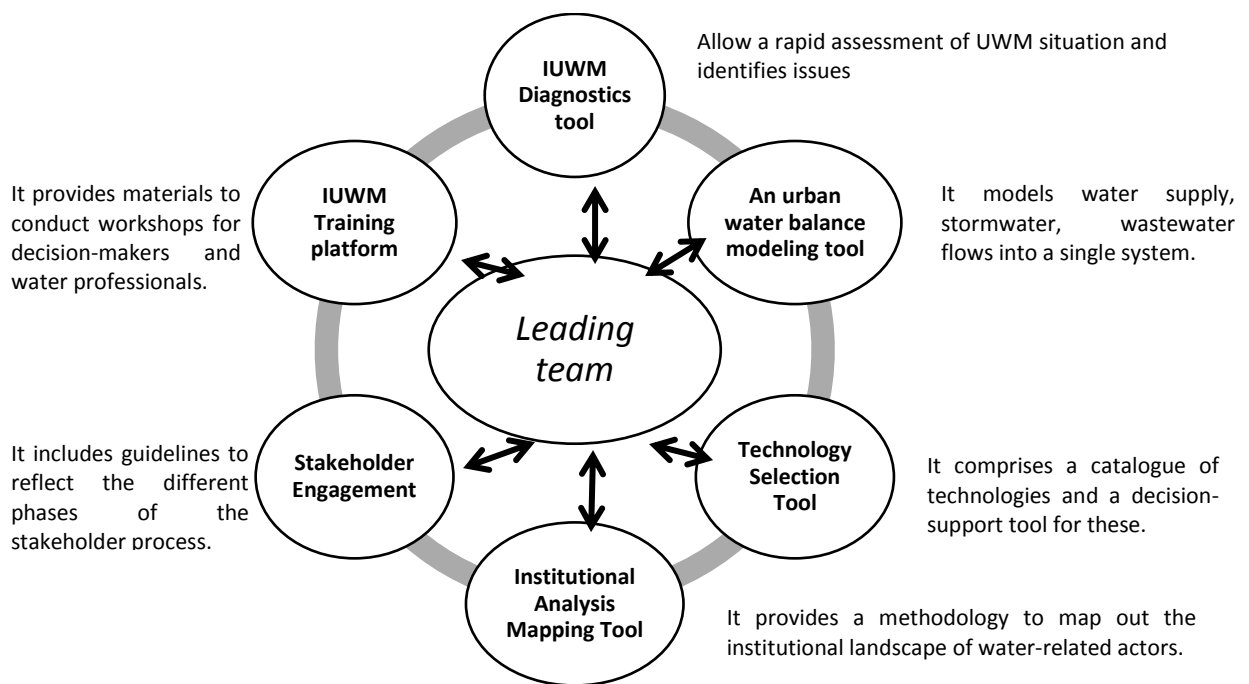 Allow a rapid assessment of UWM situation and
identifies issues
IUWM
Diagnostics
tool
It provides materials to
conduct workshops for
decision-makers and
water professionals.
IUWM
Training
platform
An urban
water balance
modeling tool
It models water supply,
stormwater, wastewater
flows into a single system.
Leading
team
It includes guidelines to
reflect the different
phases of the
stakeholder process.
Stakeholder
Engagement
Technology
Selection
Tool
It comprises a catalogue of
technologies and a decision-
support tool for these.
Institutional
Analysis
Mapping Tool
It provides a methodology to map out the
institutional landscape of water-related actors.